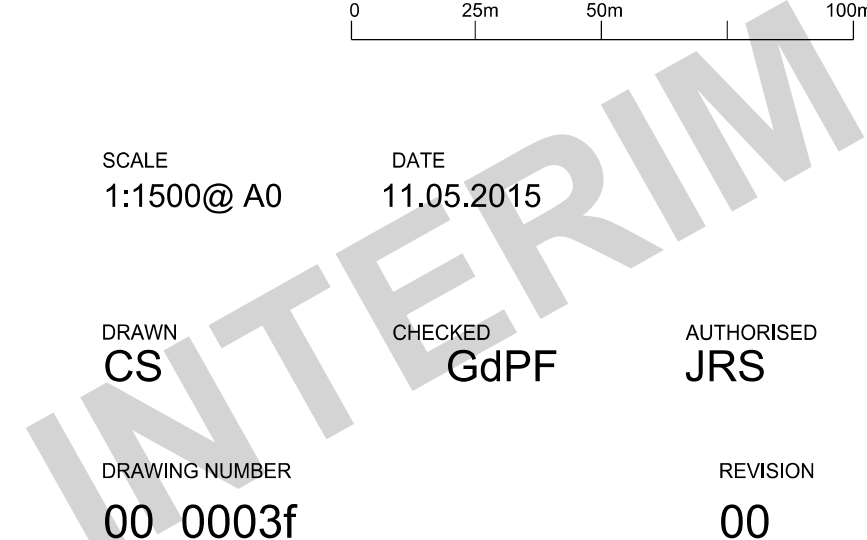 0 25m 50m 100m
SCALE DATE
1:1500@ A0 11.05.2015
DRAWN CHECKED AUTHORISED
CS GdPF JRS
DRAWING NUMBER REVISION
00 0003f 00
INTERIM